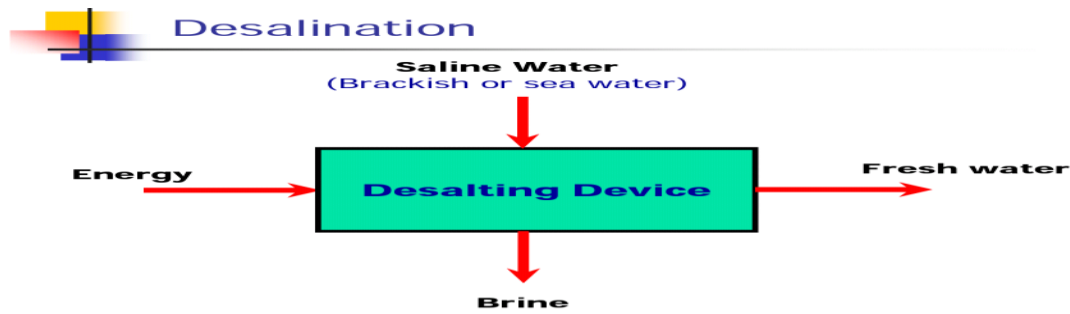 Desalination
Saline Water
(Brackish or sea water)
Energy
Desalting Device
Fresh water
Brine